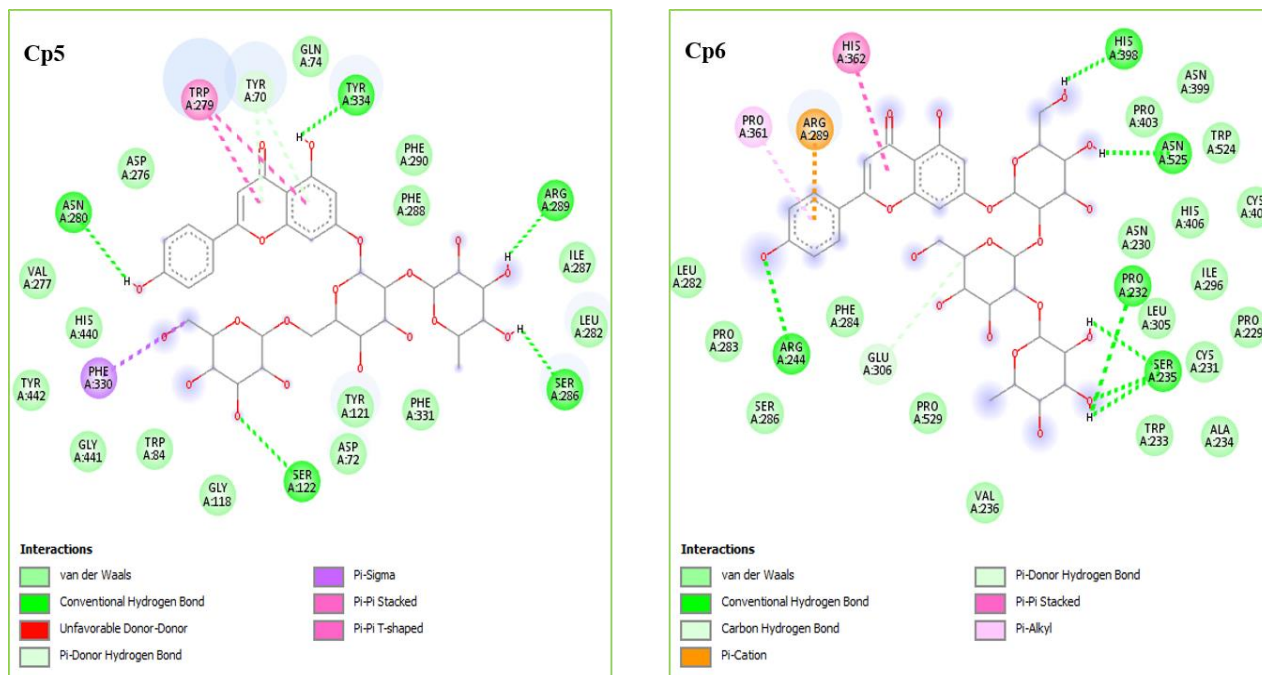 Cp5
GLN
A:74
TRP
A:279
TYR
A:70
TYR
A:334
ASP
A:276
PHE
A:290
ASN
A:280
PHE
A:288
ARG
A:289
VAL
A:277
ILE
A:287
HIS
A:440
LEU
A:282
PHE
A:330
TYR
A:442
TYR
A:121
PHE
A:331
SER
A:286
GLY
A:441
TRP
A:84
ASP
A:72
GLY
A:118
SER
A:122
H
O
H
O
O
O
O
O
O
O
O
O
H
O
O
H
O
O
O
O
O
O
O
Interactions
van der Waals
Conventional Hydrogen Bond
Unfavorable Donor-Donor
Pi-Donor Hydrogen Bond
Pi-Sigma
Pi-Pi Stacked
Pi-Pi T-shaped
Cp6
HIS
A:362
HIS
A:398
ASN
A:399
PRO
A:361
ARG
A:289
PRO
A:403
ASN
A:525
TRP
A:524
HIS
A:406
CYS
ASN
A:230
LEU
A:282
PRO
A:232
ILE
A:296
PRO
A:283
ARG
A:244
PHE
A:284
LEU
A:305
PRO
A:229
GLU
A:306
SER
A:235
CYS
A:231
SER
A:286
PRO
A:529
TRP
A:233
ALA
A:234
VAL
A:236
Interactions
van der Waals
Conventional Hydrogen Bond
Carbon Hydrogen Bond
Pi-Cation
Pi-Donor Hydrogen Bond
Pi-Pi Stacked
Pi-Alkyl